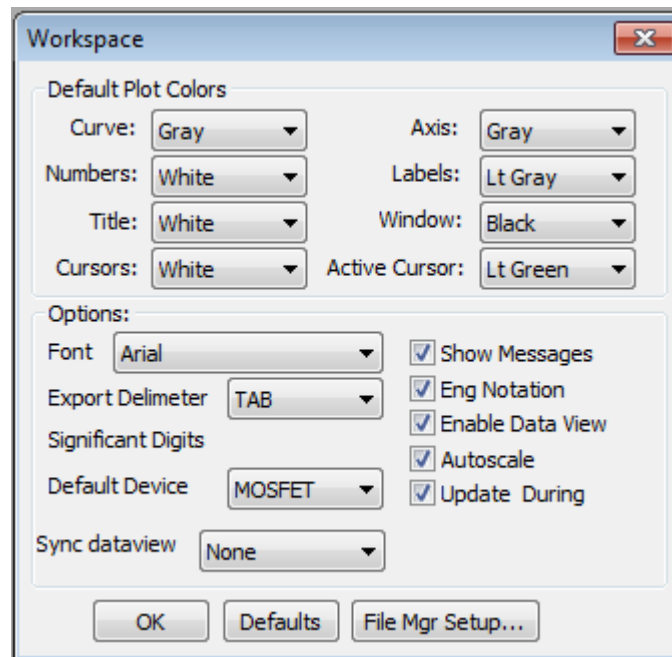 Workspace
Default Plot Colors
Curve: Gray Axis: Gray
Numbers: White Labels: Lt Gray
Title: White Window: Black
Cursors: White Active Cursor: Lt Green
Options:
Font Arial Show Messages
Export Delimeter TAB Eng Notation
Enable Data View
Significant Digits
Autoscale
Default Device MOSFET Update During
Sync dataview None
OK Defaults File Mgr Setup...